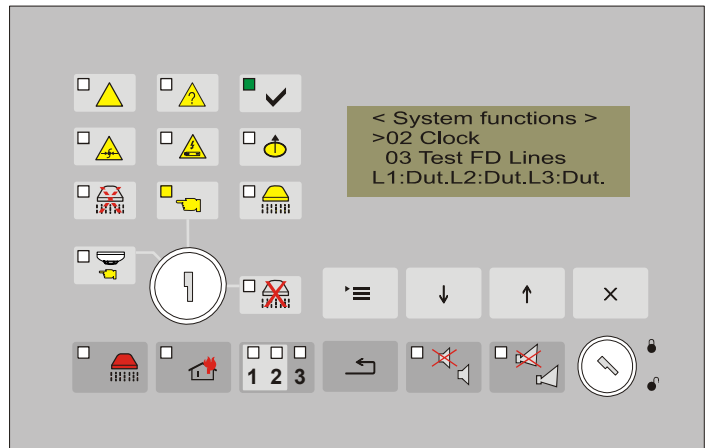 ?
< System functions >
>02 Clock
03 Test FD Lines
L1:Dut.L2:Dut.L3:Dut.
1 2 3